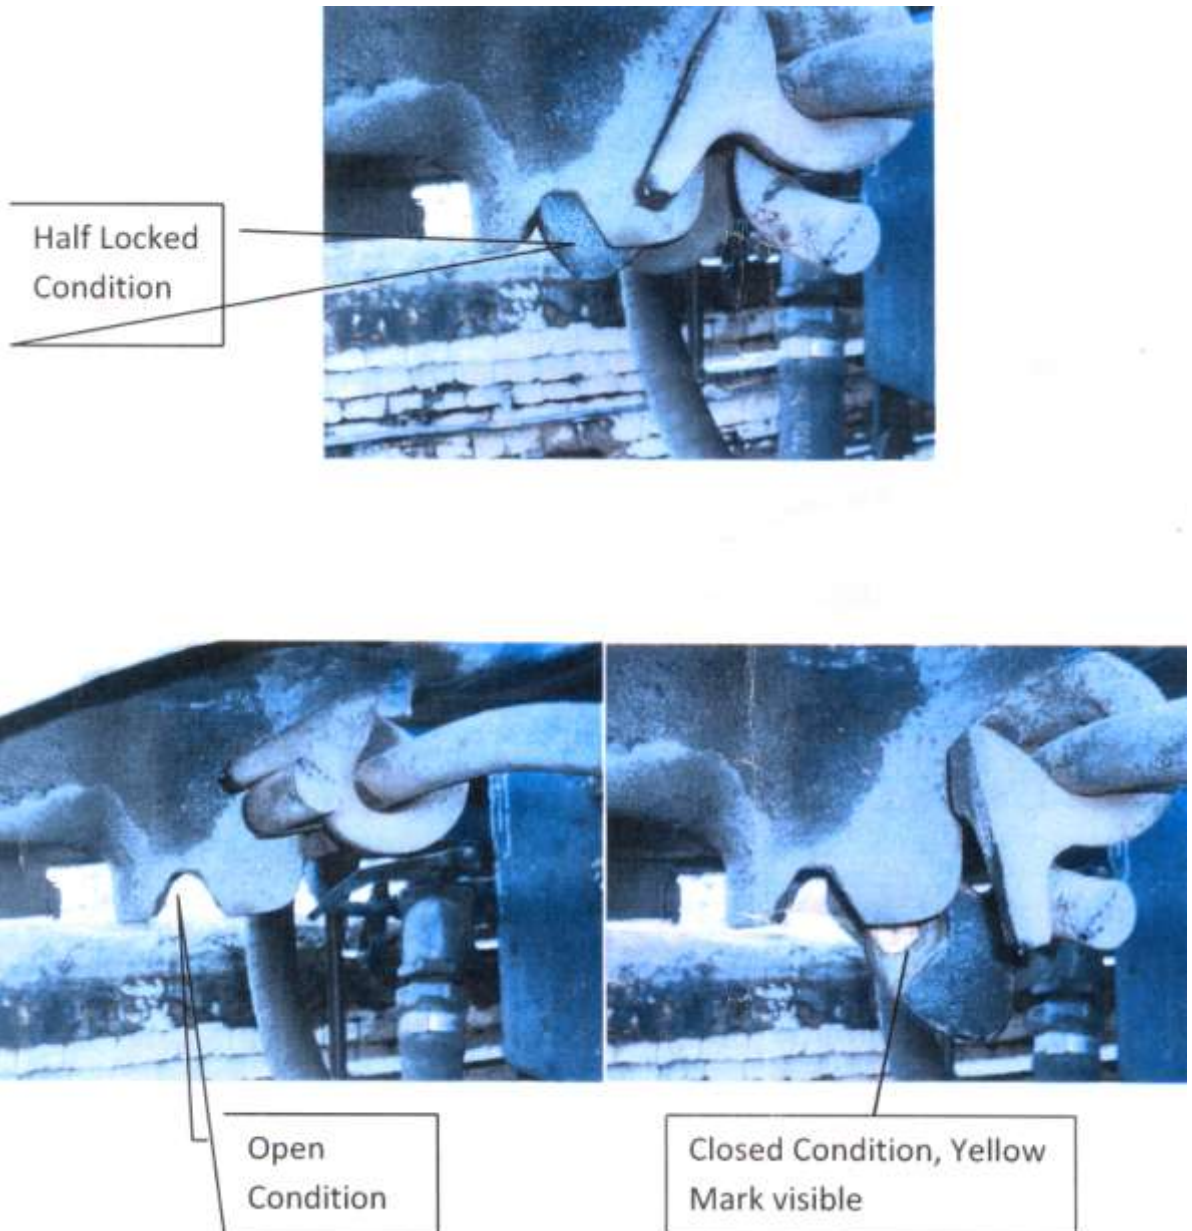 Half Locked
Condition
Open
Condition
Closed Condition, Yellow
Mark visible